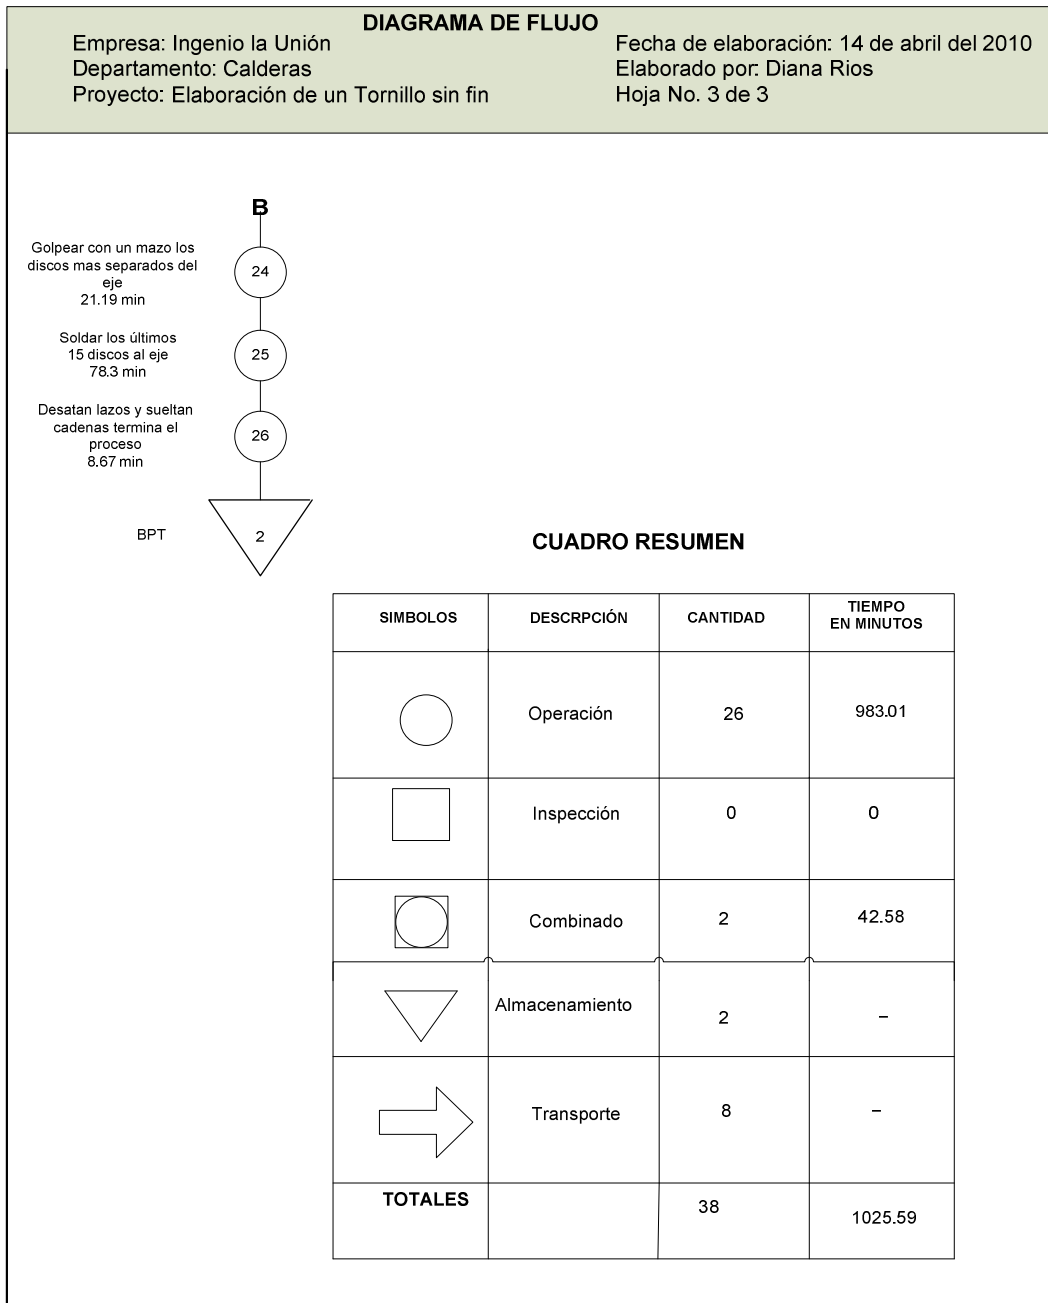 DIAGRAMA DE FLUJO
Empresa: Ingenio la Unión
Departamento: Calderas
Proyecto: Elaboración de un Tornillo sin fin
Fecha de elaboración: 14 de abril del 2010
Elaborado por: Diana Rios
Hoja No. 3 de 3
B
Golpear con un mazo los
discos mas separados del
eje
21.19 min
24
Soldar los últimos
15 discos al eje
78.3 min
25
Desatan lazos y sueltan
cadenas termina el
proceso
8.67 min
26
BPT
2
CUADRO RESUMEN
SIMBOLOS DESCRPCIÓN CANTIDAD TIEMPO
EN MINUTOS
Operación 26 983.01
Inspección 0 0
Combinado 2 42.58
Almacenamiento 2 –
Transporte 8 –
TOTALES 38 1025.59